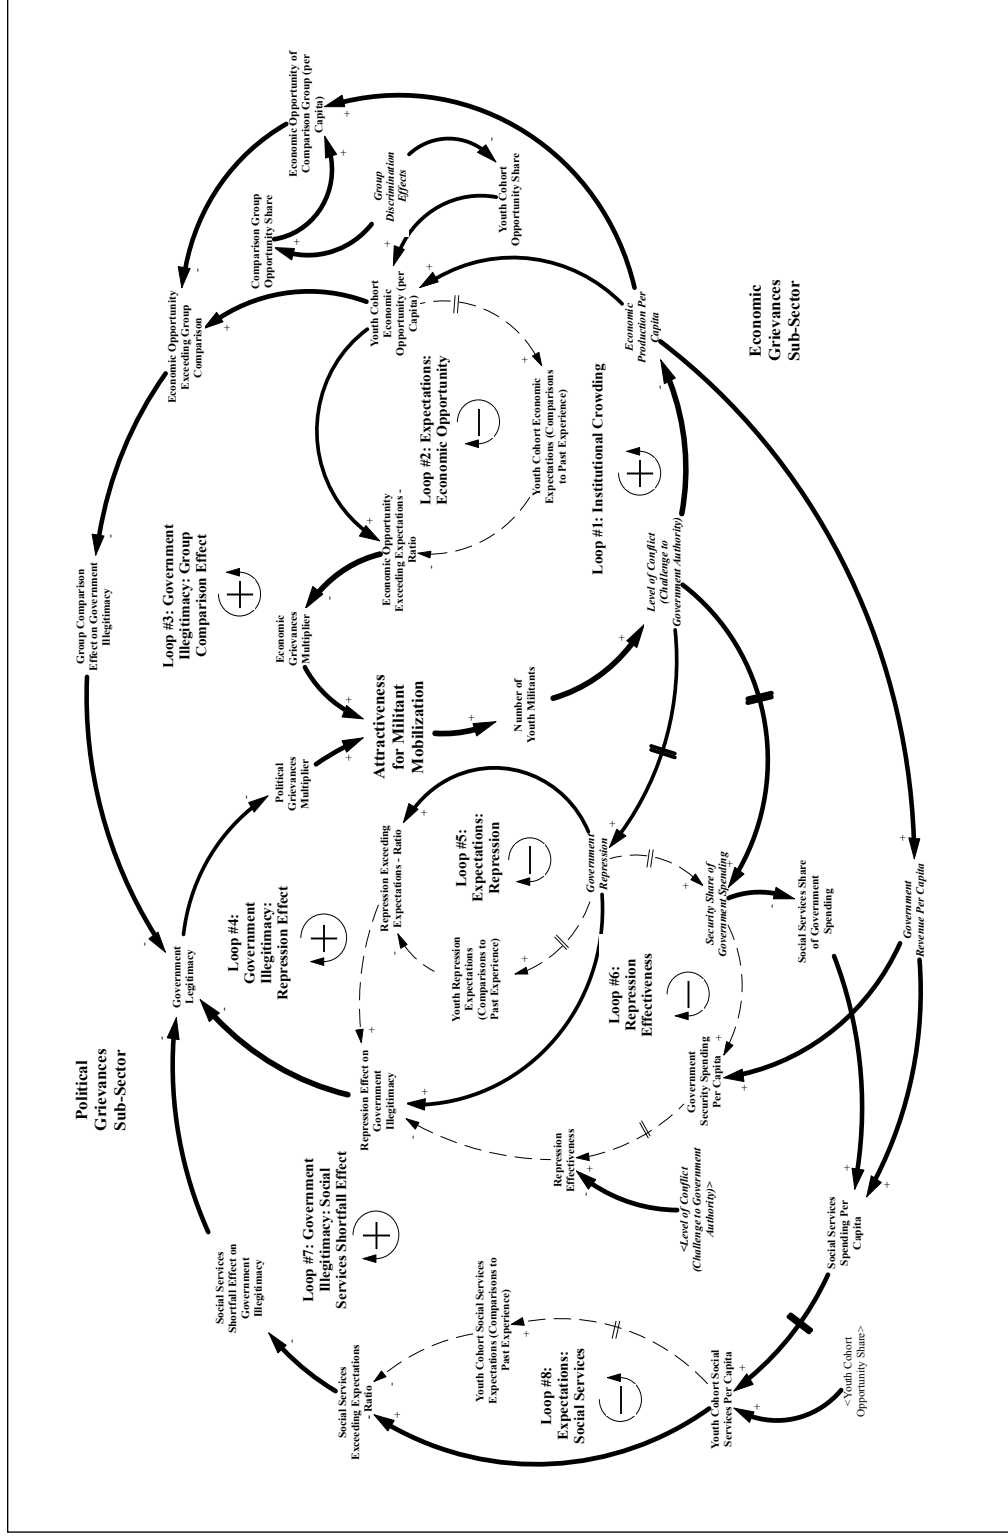 Political
Grievances
Sub-Sector
Group Comparison
Effect on Government
Illegitimacy
Economic Opportunity
Exceeding Group
Comparison
Loop #3: Government
Illegitimacy: Group
Comparison Effect
+
Government
Legitimacy
Social Services
Shortfall Effect on
Government
Illegitimacy
Loop #4:
Government
Illegitimacy:
Repression Effect
+
Political
Grievances
Multiplier
Economic
Grievances
Multiplier
Comparison Group
Opportunity Share
Economic Opportunity of
Comparison Group (per
Capita)
Loop #7: Government
Illegitimacy: Social
Services Shortfall Effect
+
Social Services
Exceeding Expectations
- Ratio
Repression Effect on
Government
Illegitimacy
Repression Exceeding
Expectations - Ratio
Attractiveness
for Militant
Mobilization
Economic Opportunity
Exceeding Expectations -
Ratio
Youth Cohort
Economic
Opportunity (per
Capita)
Group
Discrimination
Effects
Loop #2: Expectations:
Economic Opportunity
−
Loop #5:
Expectations:
Repression
−
Youth Repression
Expectations
(Comparisons to
Past Experience)
Youth Cohort Social Services
Expectations (Comparisons to
Past Experience)
Number of
Youth Militants
Youth Cohort Economic
Expectations (Comparisons
to Past Experience)
Youth Cohort
Opportunity Share
Loop #8:
Expectations:
Social Services
−
Repression
Effectiveness
Government
Repression
Loop #1: Institutional Crowding
+
Loop #6:
Repression
Effectiveness
−
Level of Conflict
(Challenge to
Government Authority)
Economic
Production Per
Capita
<Level of Conflict
(Challenge to Government
Authority)>
Government
Security Spending
Per Capita
Security Share of
Government Spending
Youth Cohort Social
Services Per Capita
Economic
Grievances
Sub-Sector
Social Services Share
of Government
Spending
Social Services
Spending Per
Capita
<Youth Cohort
Opportunity Share>
Government
Revenue Per Capita